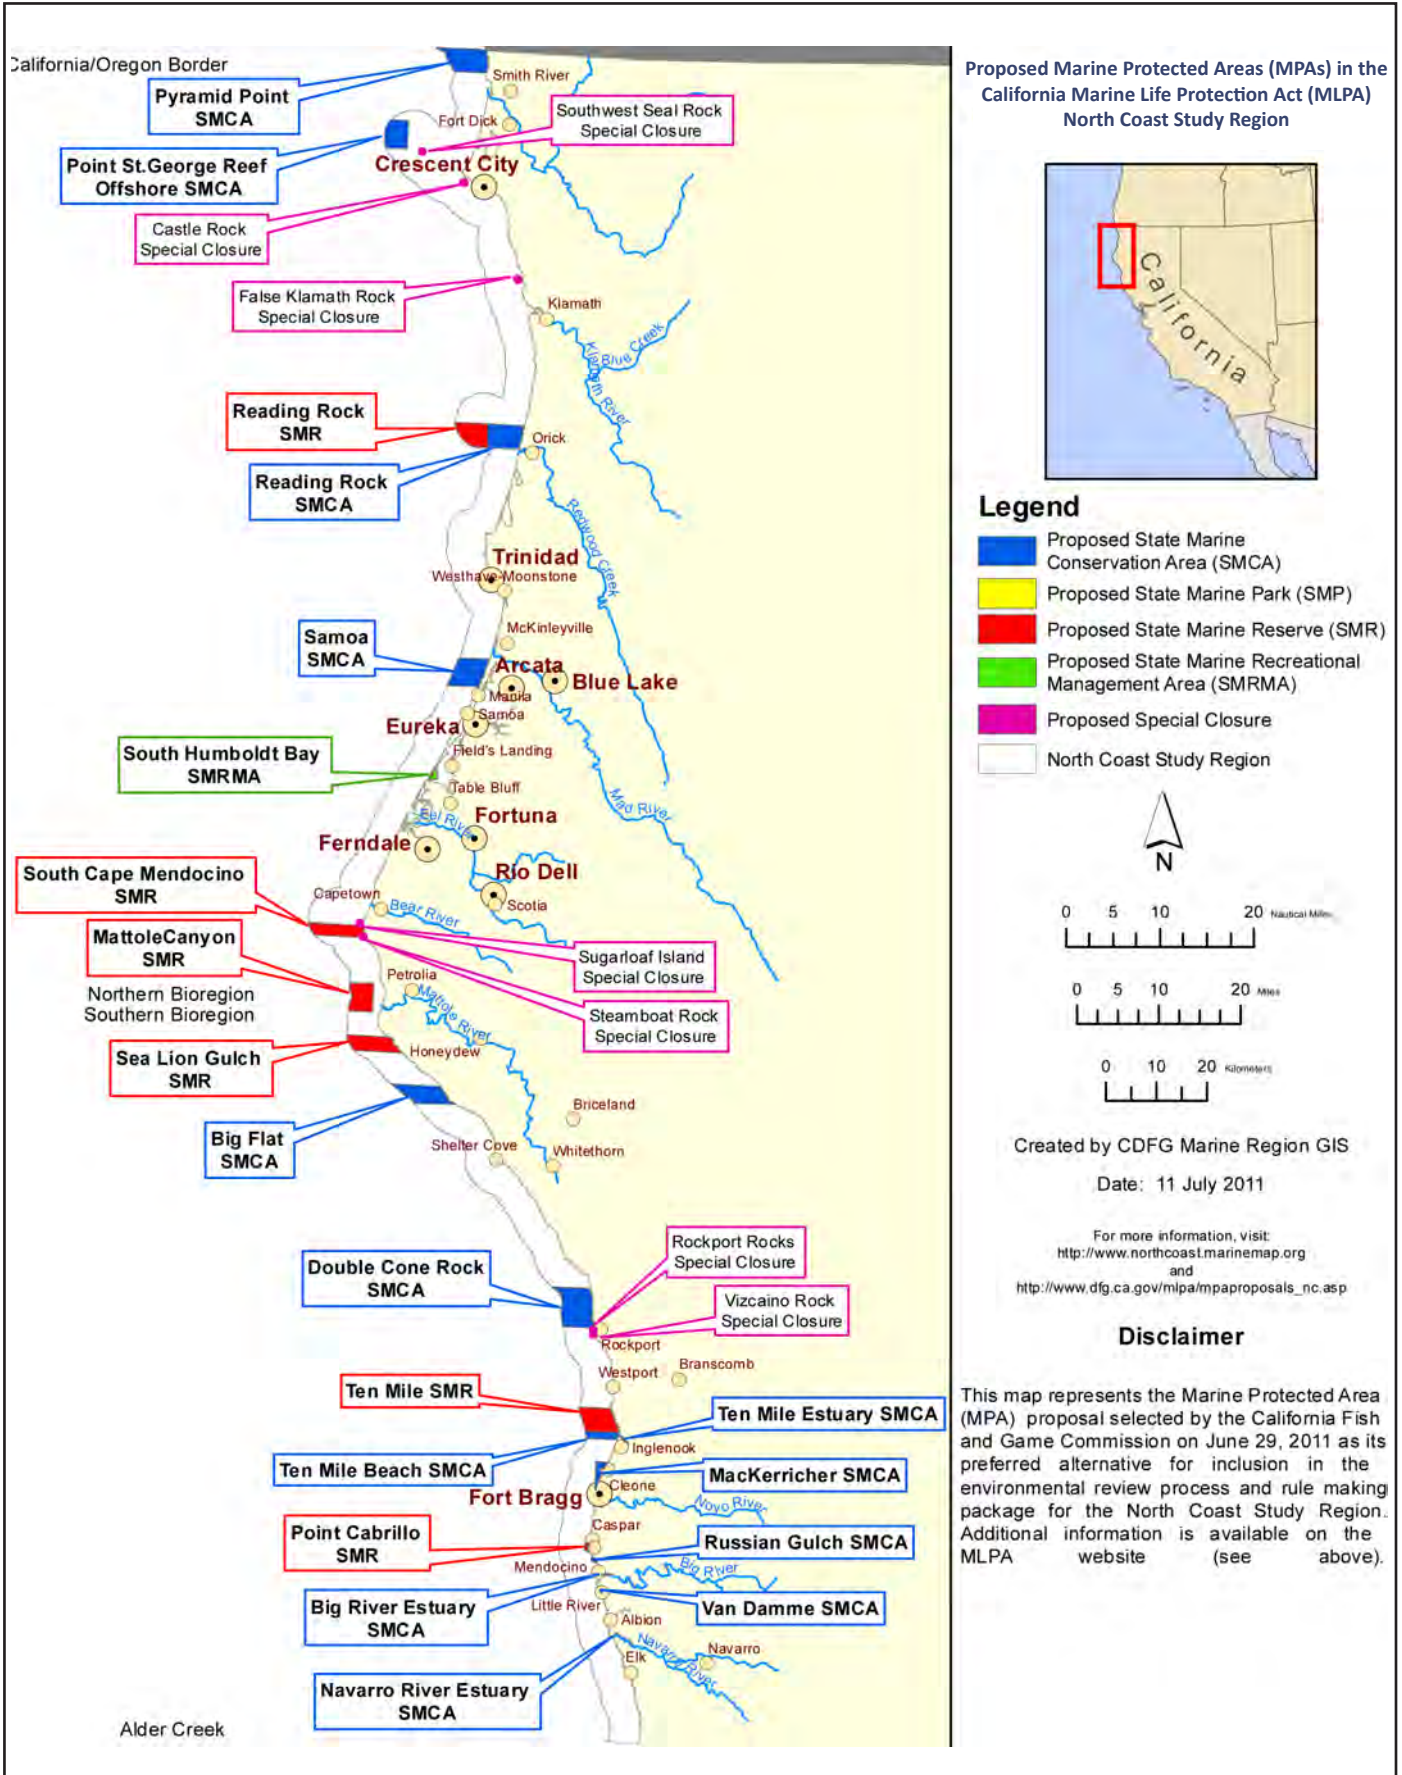 California/Oregon Border
Pyramid Point
SMCA
Smith River
Fort Dick
Southwest Seal Rock
Special Closure
Point St.George Reef
Offshore SMCA
Crescent City
Castle Rock
Special Closure
False Klamath Rock
Special Closure
Klamath
Blue Creek
Klamath River
Reading Rock
SMR
Orick
Reading Rock
SMCA
Redwood Creek
Trinidad
Westhave-Moonstone
McKinleyville
Samoa
SMCA
Arcata
Blue Lake
Manila
Samoa
Eureka
Field's Landing
South Humboldt Bay
SMRMA
Table Bluff
Mad River
Eel River
Fortuna
Ferndale
Rio Dell
Scotia
South Cape Mendocino
SMR
Capetown
Bear River
MattoleCanyon
SMR
Sugarloaf Island
Special Closure
Petrolia
Mattole River
Northern Bioregion
Southern Bioregion
Steamboat Rock
Special Closure
Sea Lion Gulch
SMR
Honeydew
Big Flat
SMCA
Briceland
Shelter Cove
Whitethorn
Double Cone Rock
SMCA
Rockport Rocks
Special Closure
Vizcaino Rock
Special Closure
Rockport
Westport
Branscomb
Ten Mile SMR
Ten Mile Estuary SMCA
Inglenook
Ten Mile Beach SMCA
MacKerricher SMCA
Cleone
Fort Bragg
Noyo River
Caspar
Point Cabrillo
SMR
Russian Gulch SMCA
Mendocino
Big River
Big River Estuary
SMCA
Little River
Van Damme SMCA
Albion
Navarro River
Navarro
Elk
Navarro River Estuary
SMCA
Alder Creek
Proposed Marine Protected Areas (MPAs) in the
California Marine Life Protection Act (MLPA)
North Coast Study Region
California
Legend
Proposed State Marine
Conservation Area (SMCA)
Proposed State Marine Park (SMP)
Proposed State Marine Reserve (SMR)
Proposed State Marine Recreational
Management Area (SMRMA)
Proposed Special Closure
North Coast Study Region
N
0 5 10 20 Nautical Miles
0 5 10 20 Miles
0 10 20 Kilometers
Created by CDFG Marine Region GIS
Date: 11 July 2011
For more information, visit:
http://www.northcoast.marinemap.org
and
http://www.dfg.ca.gov/mlpa/mpaproposals_nc.asp
Disclaimer
This map represents the Marine Protected Area
(MPA) proposal selected by the California Fish
and Game Commission on June 29, 2011 as its
preferred alternative for inclusion in the
environmental review process and rule making
package for the North Coast Study Region.
Additional information is available on the
MLPA website (see above).